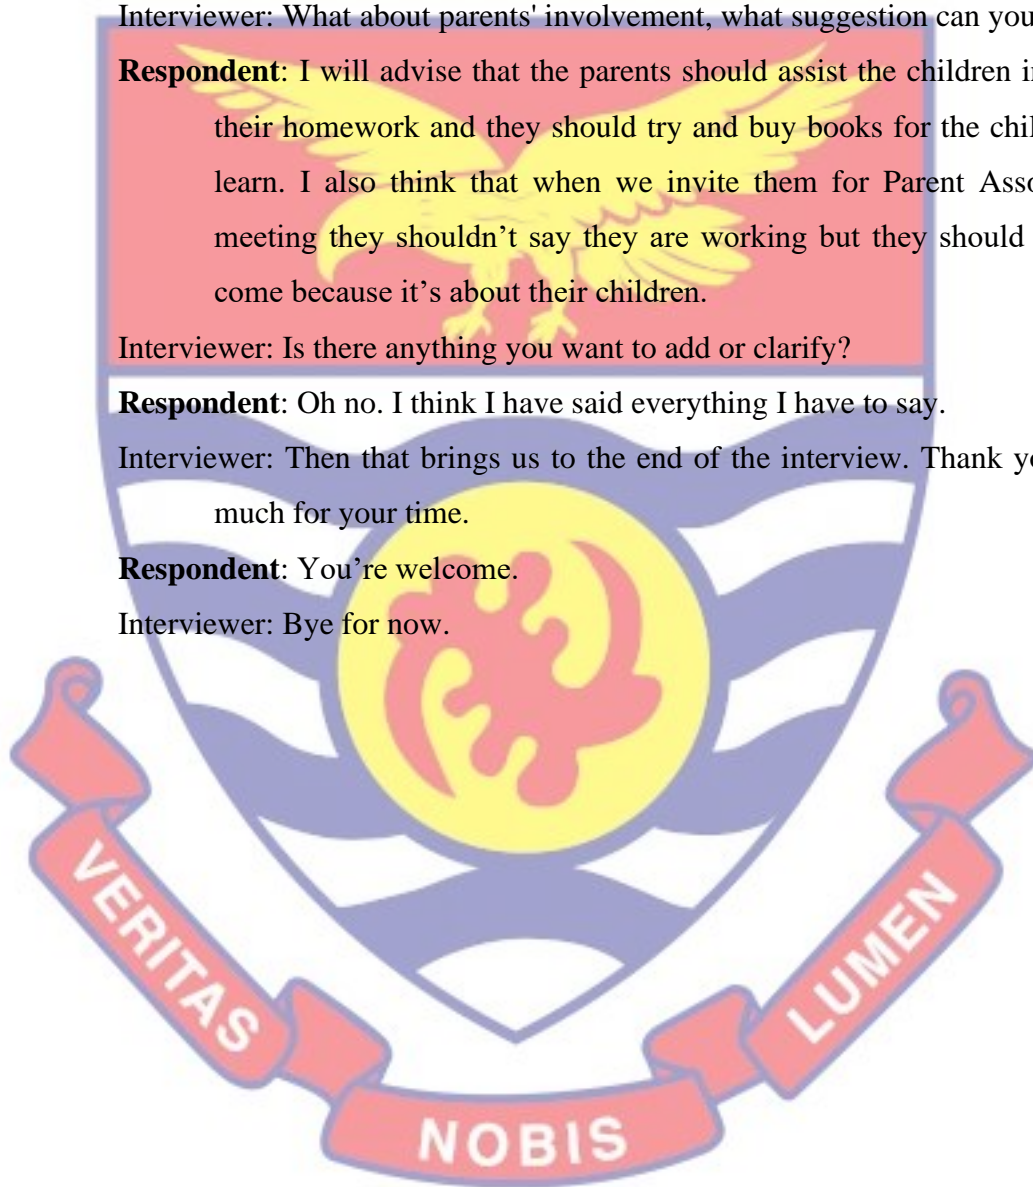 Interviewer: What about parents' involvement, what suggestion can you
Respondent: I will advise that the parents should assist the children i
their homework and they should try and buy books for the chil
learn. I also think that when we invite them for Parent Asso
meeting they shouldn’t say they are working but they should
come because it’s about their children.
Interviewer: Is there anything you want to add or clarify?
Respondent: Oh no. I think I have said everything I have to say.
Interviewer: Then that brings us to the end of the interview. Thank y
much for your time.
Respondent: You’re welcome.
Interviewer: Bye for now.
VERITAS
NOBIS
LUMEN